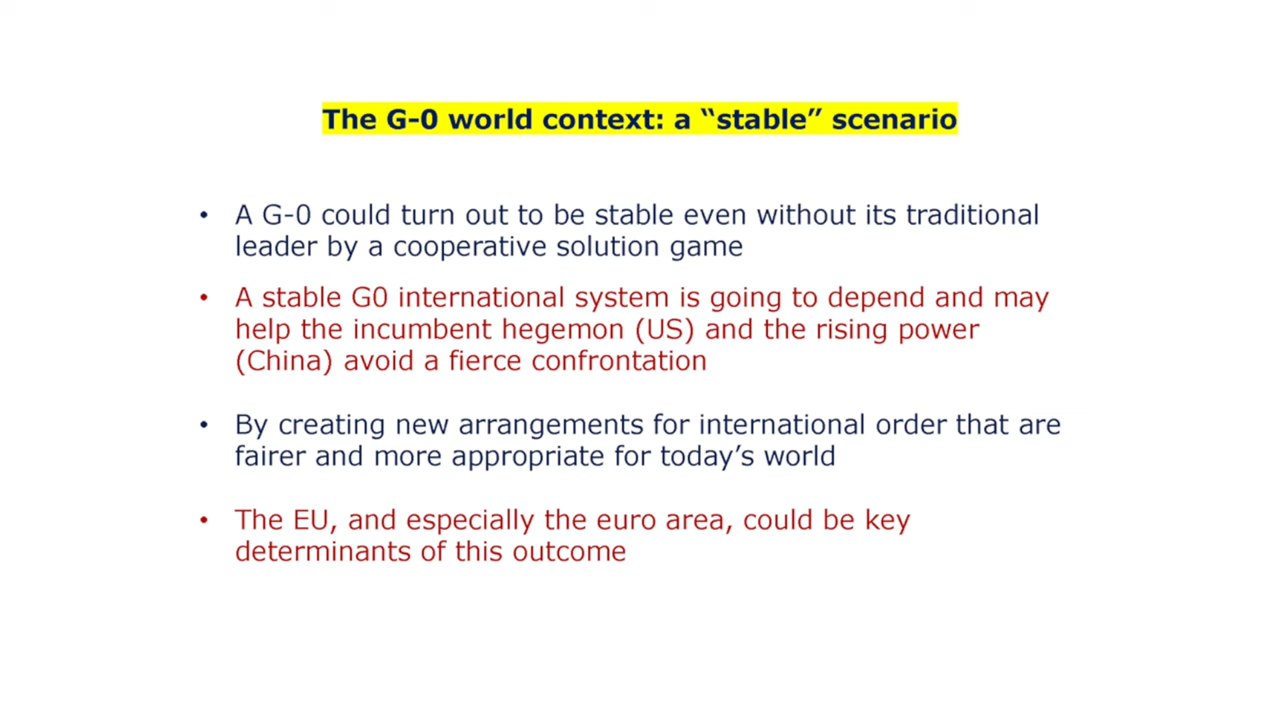 The G-0 world context: a “stable” scenario
• A G-0 could turn out to be stable even without its traditional
leader by a cooperative solution game
• A stable G0 international system is going to depend and may
help the incumbent hegemon (US) and the rising power
(China) avoid a fierce confrontation
• By creating new arrangements for international order that are
fairer and more appropriate for today’s world
• The EU, and especially the euro area, could be key
determinants of this outcome